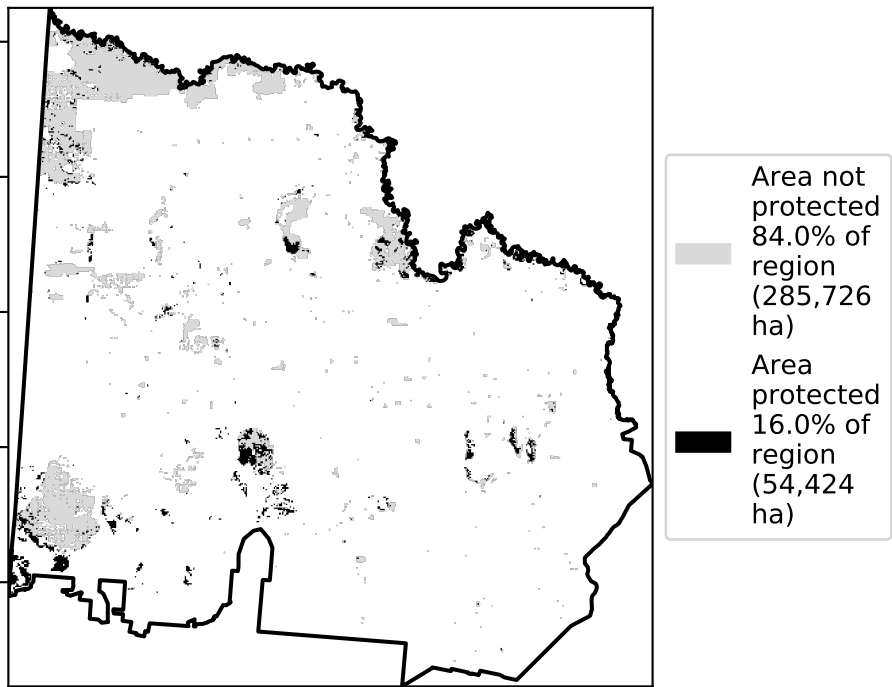 Area not
protected
84.0% of
region
(285,726
ha)
Area
protected
16.0% of
region
(54,424
ha)